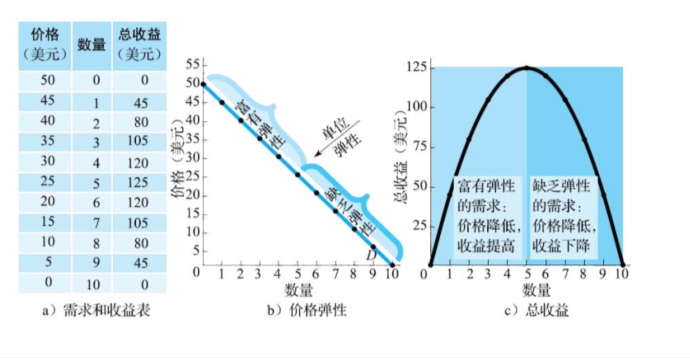 价格
（美元）
数量
总收益
（美元）
50 0 0
45 1 45
40 2 80
35 3 105
30 4 120
25 5 125
20 6 120
15 7 105
10 8 80
5 9 45
0 10 0
a）需求和收益表
价格（美元）
55
50
45
40
35
30
25
20
15
10
5
0 1 2 3 4 5 6 7 8 9 10
富有弹性
单位
弹性
缺乏弹性
D
数量
b）价格弹性
总收益（美元）
125
100
75
50
25
0 1 2 3 4 5 6 7 8 9 10
富有弹性
的需求：
价格降低，
收益提高
缺乏弹性
的需求：
价格降低，
收益下降
数量
c）总收益